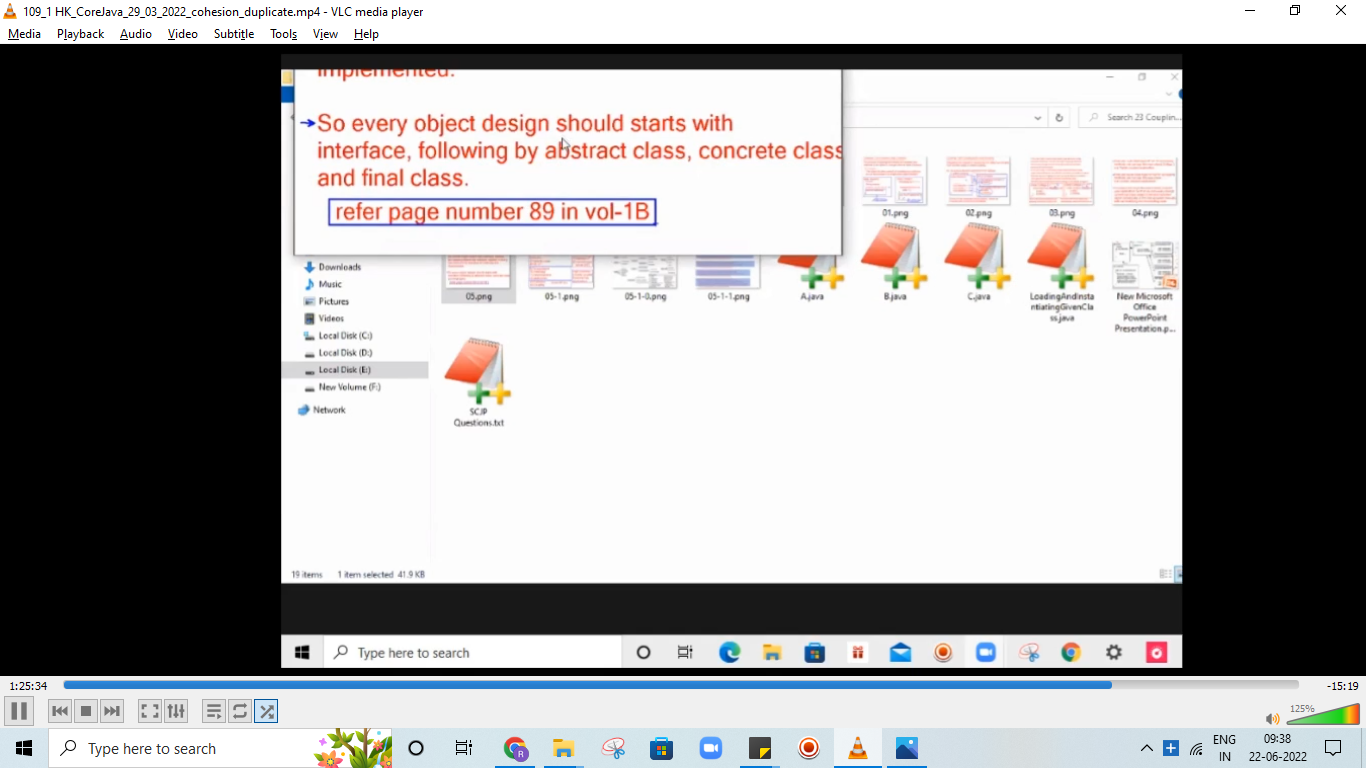 109_1 HK_CoreJava_29_03_2022_cohesion_duplicate.mp4 - VLC media player
Media Playback Audio Video Subtitle Tools View Help
implemented.
So every object design should starts with
interface, following by abstract class, concrete class
and final class.
refer page number 89 in vol-1B
Search 23 Couplin...
01.png 02.png 03.png 04.png
Downloads
Music
Pictures
Videos
Local Disk (C:)
Local Disk (D:)
Local Disk (E:)
New Volume (F:)
Network
05.png 05-1.png 05-1-0.png 05-1-1.png A.java B.java C.java
LoadingAndInsta
ntiatingGivenCla
ss.java
New Microsoft
Office
PowerPoint
Presentation.p...
SCJP
Questions.txt
19 items 1 item selected 41.9 KB
Type here to search
1:25:34
-15:19
125%
Type here to search
ENG
IN
09:38
22-06-2022